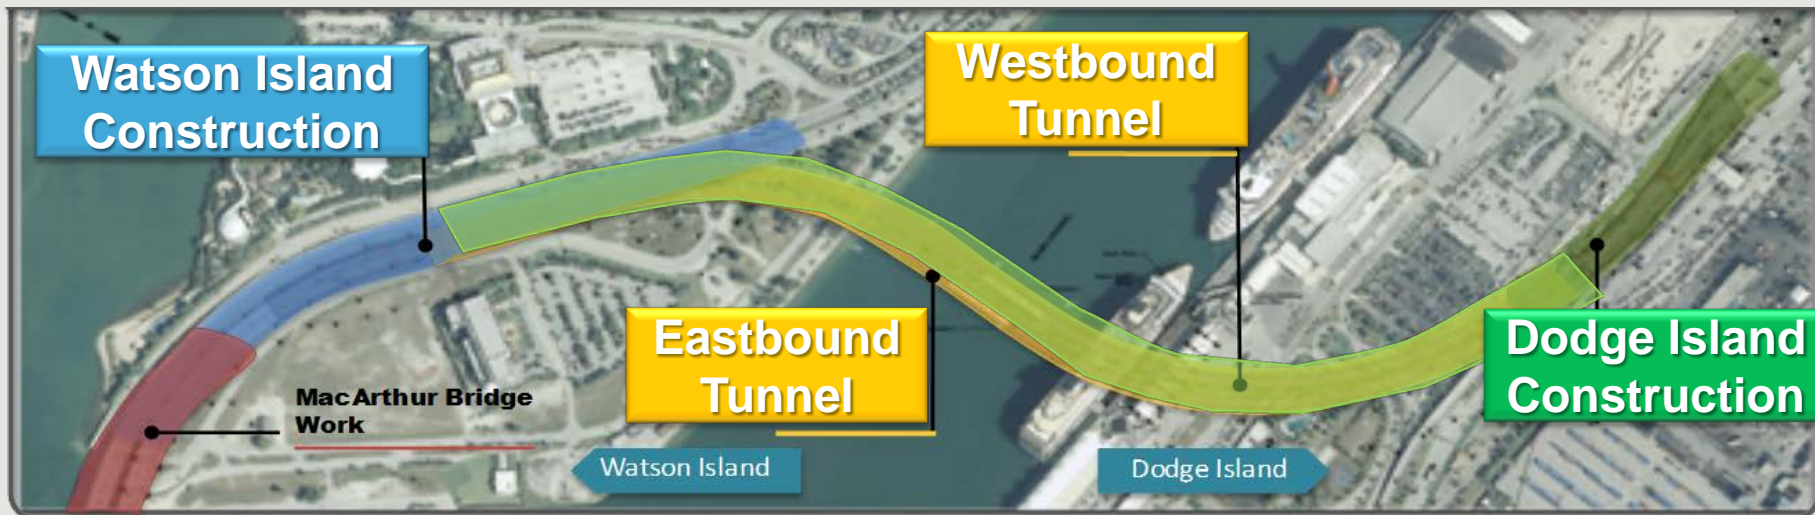 Watson Island
Construction
Westbound
Tunnel
Eastbound
Tunnel
Dodge Island
Construction
MacArthur Bridge
Work
Watson Island
Dodge Island